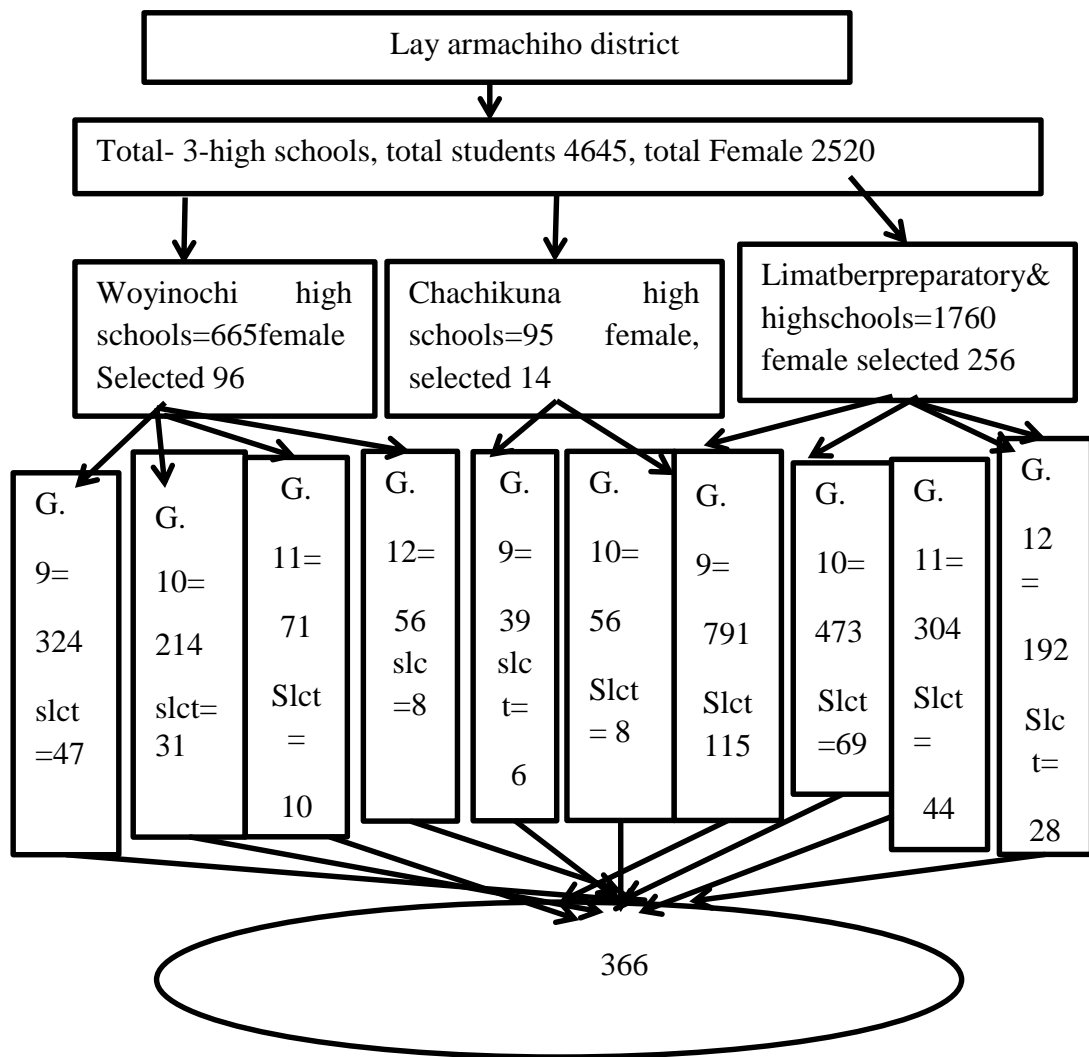 Lay armachiho district
Total- 3-high schools, total students 4645, total Female 2520
Woyinochi high
schools=665female
Selected 96
Chachikuna high
schools=95 female,
selected 14
Limatberpreparatory&
highschools=1760
female selected 256
G.
9=
324
slct
=47
G.
10=
214
slct=
31
G.
11=
71
Slct
=
10
G.
12=
56
slc
=8
G.
9=
39
slc
t=
6
G.
10=
56
Slct
= 8
G.
9=
791
Slct
115
G.
10=
473
Slct
=69
G.
11=
304
Slct
=
44
G.
12
=
192
Slc
t=
28
366